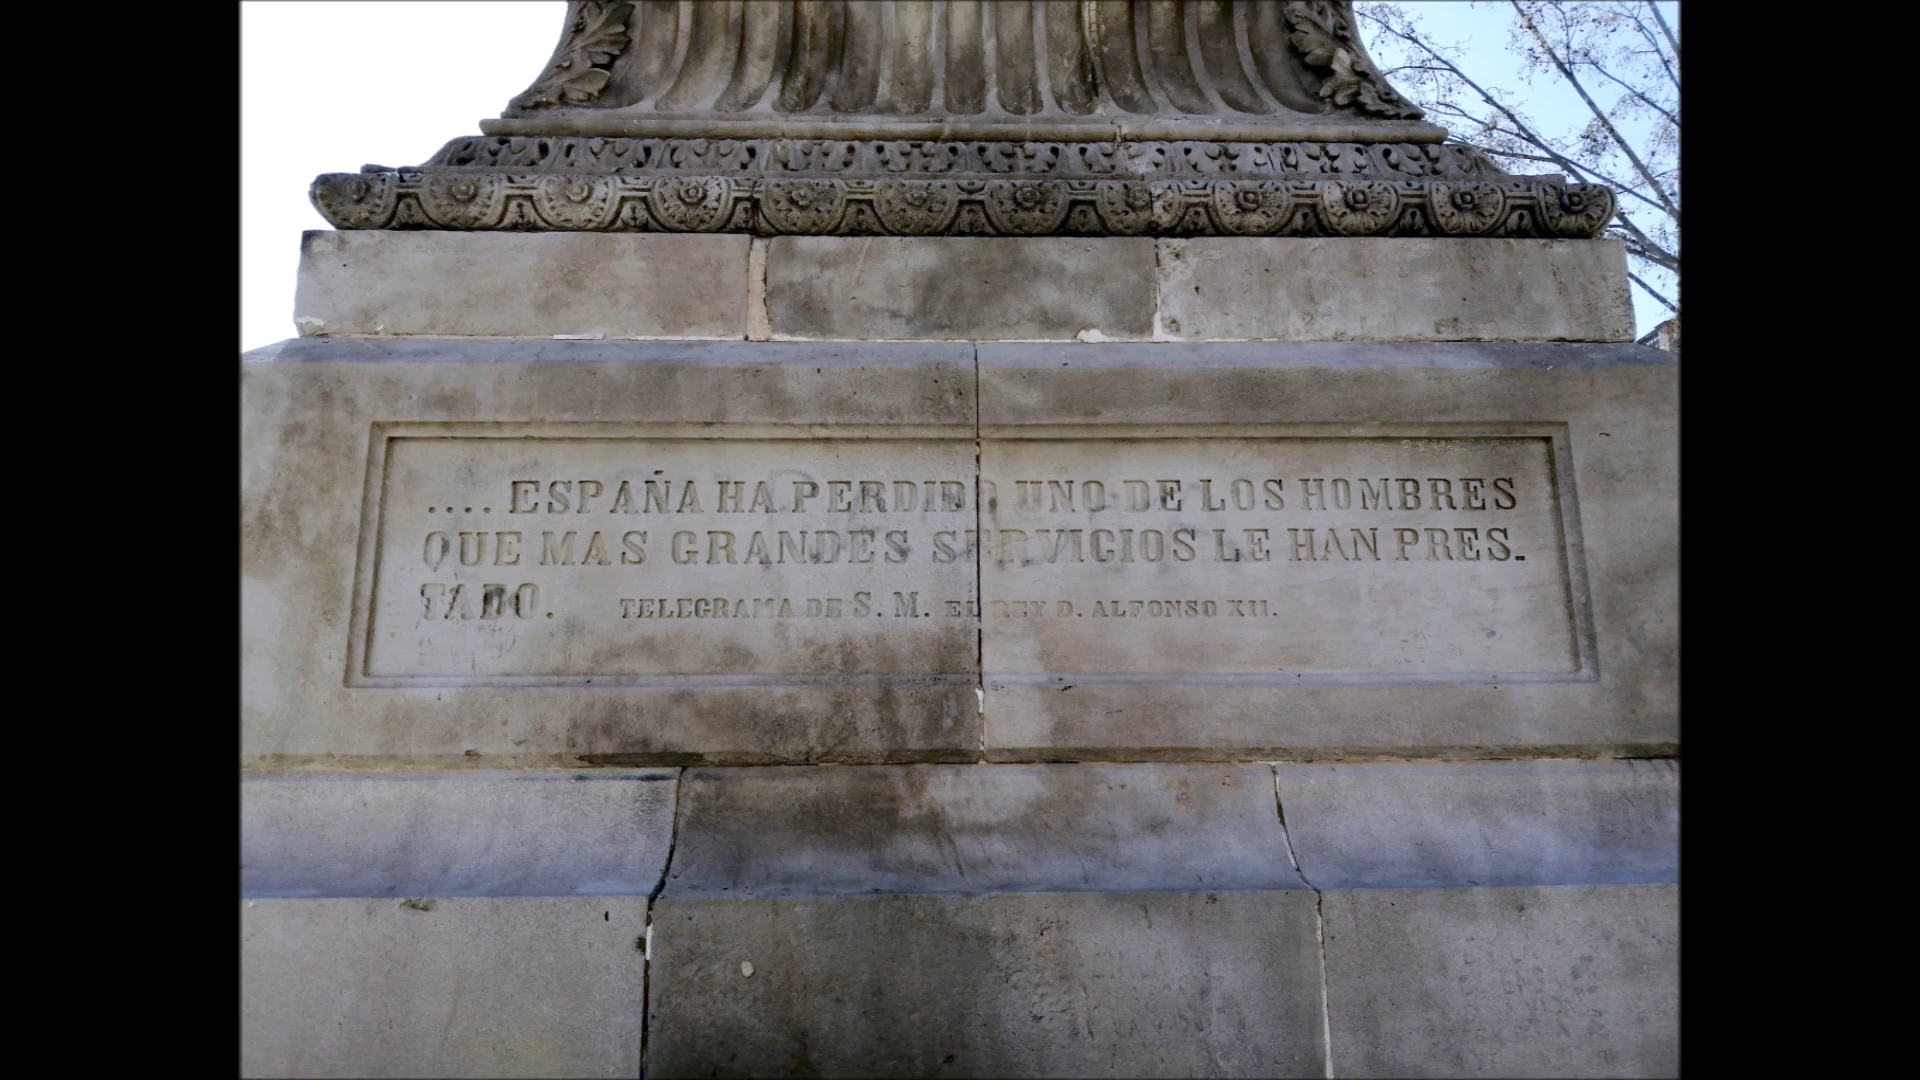 .... ESPAÑA HA PERDIDO UNO DE LOS HOMBRES
QUE MAS GRANDES SERVICIOS LE HAN PRES-
TADO. TELEGRAMA DE S. M. EL REY D. ALFONSO XII.